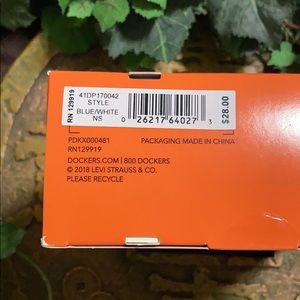 RN 129919
41DP170042
STYLE
BLUE/WHITE
NS
0 26217 64027 3
$28.00
PDKX000481
RN129919
PACKAGING MADE IN CHINA
DOCKERS.COM | 800 DOCKERS
© 2018 LEVI STRAUSS & CO.
PLEASE RECYCLE